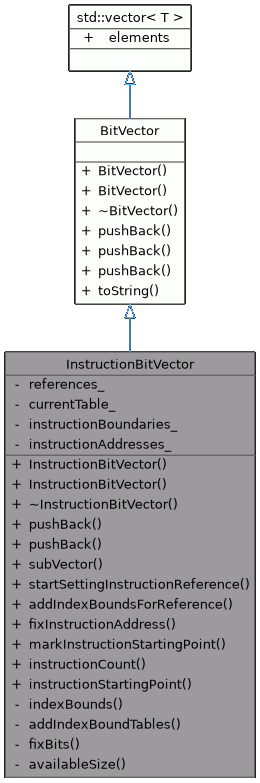 std::vector< T >
+ elements
BitVector
+ BitVector()
+ BitVector()
+ ~BitVector()
+ pushBack()
+ pushBack()
+ pushBack()
+ toString()
InstructionBitVector
- references_
- currentTable_
- instructionBoundaries_
- instructionAddresses_
+ InstructionBitVector()
+ InstructionBitVector()
+ ~InstructionBitVector()
+ pushBack()
+ pushBack()
+ subVector()
+ startSettingInstructionReference()
+ addIndexBoundsForReference()
+ fixInstructionAddress()
+ markInstructionStartingPoint()
+ instructionCount()
+ instructionStartingPoint()
- indexBounds()
- addIndexBoundTables()
- fixBits()
- availableSize()